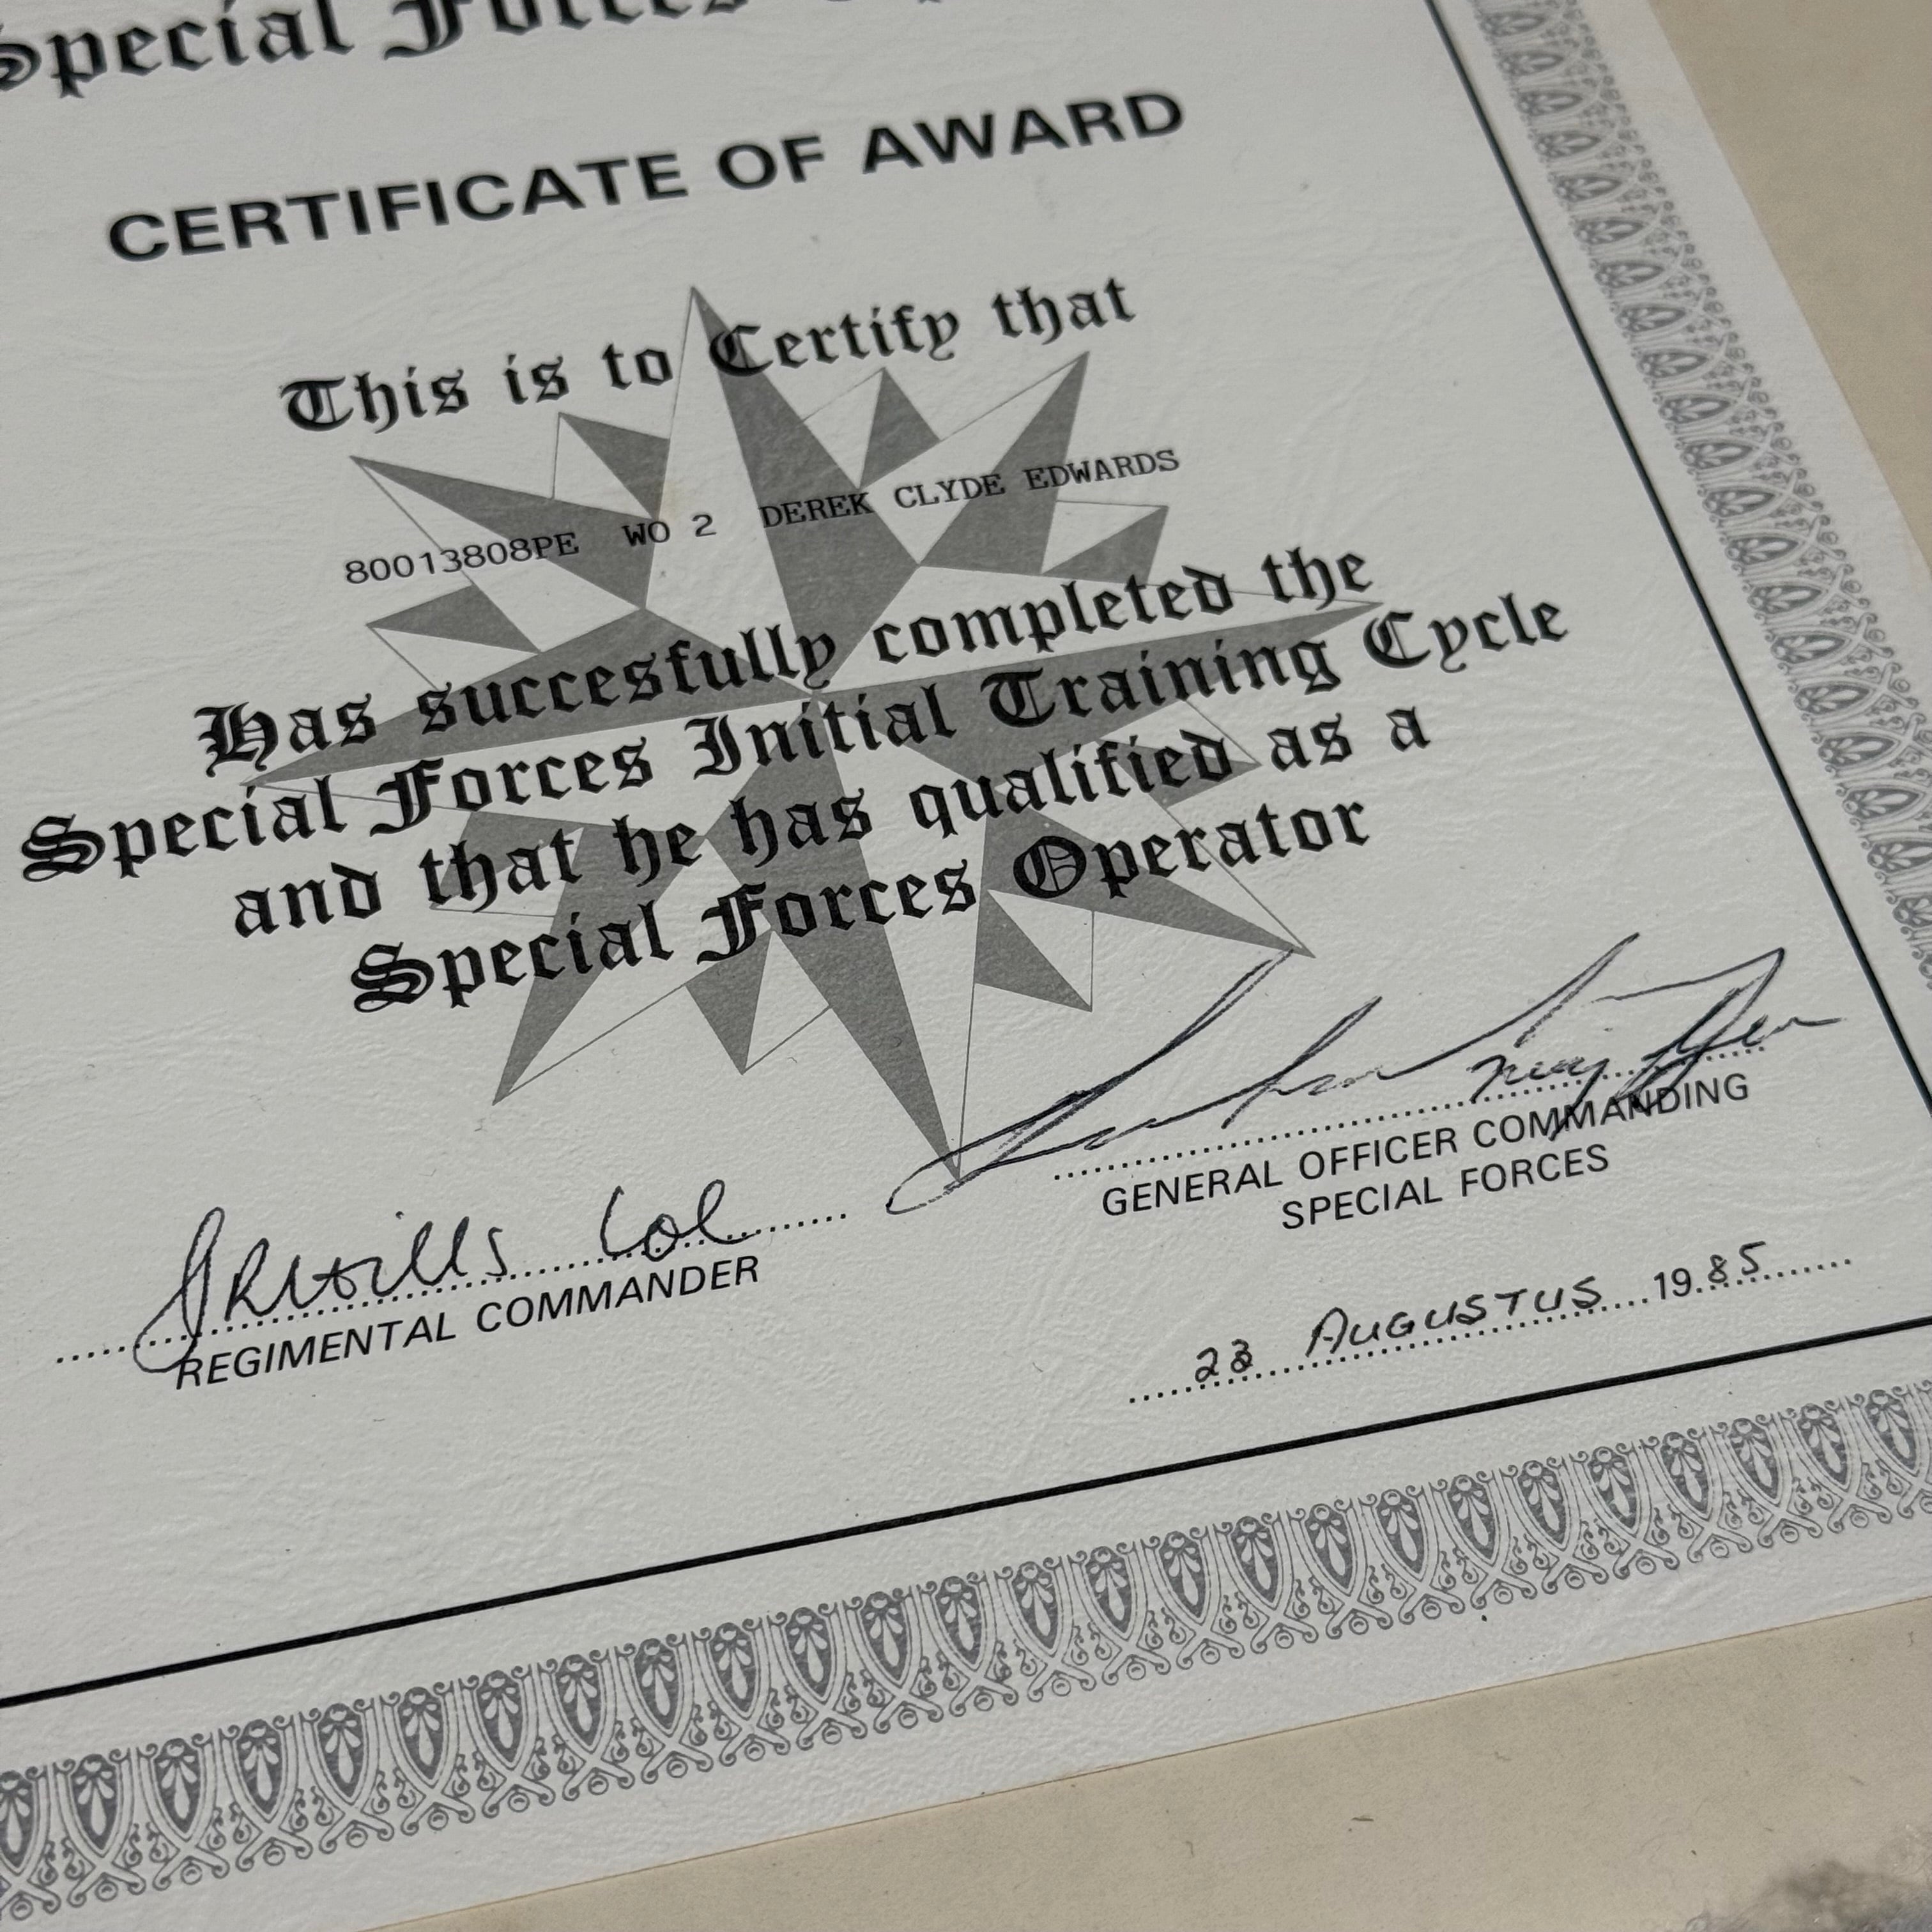 Special Forces
CERTIFICATE OF AWARD
This is to Certify that
80013808PE WO 2 DEREK CLYDE EDWARDS
Has succesfully completed the
Special Forces Initial Training Cycle
and that he has qualified as a
Special Forces Operator
GENERAL OFFICER COMMANDING
SPECIAL FORCES
Col
REGIMENTAL COMMANDER
23 AUGUSTUS 1985